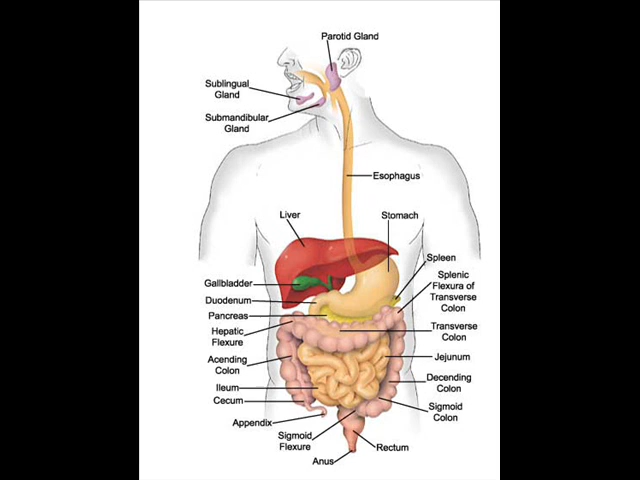 Parotid Gland
Sublingual
Gland
Submandibular
Gland
Esophagus
Liver
Stomach
Spleen
Gallbladder
Splenic
Flexura of
Transverse
Colon
Duodenum
Pancreas
Hepatic
Flexure
Transverse
Colon
Acending
Colon
Jejunum
Ileum
Decending
Colon
Cecum
Sigmoid
Colon
Appendix
Sigmoid
Flexure
Rectum
Anus